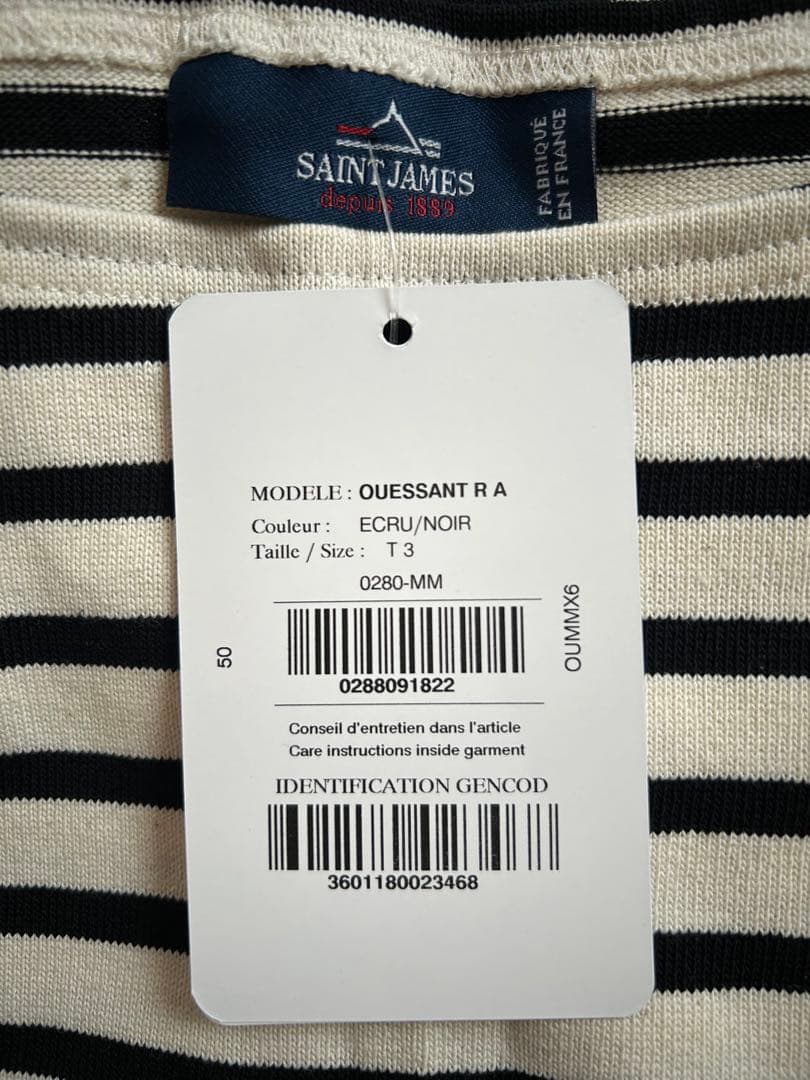 SAINT JAMES
depuis 1889
FABRIQUÉ
EN FRANCE
MODELE : OUESSANT R A
Couleur : ECRU/NOIR
Taille / Size : T 3
0280-MM
0288091822
50
OUMMX6
Conseil d'entretien dans l'article
Care instructions inside garment
IDENTIFICATION GENCOD
3601180023468